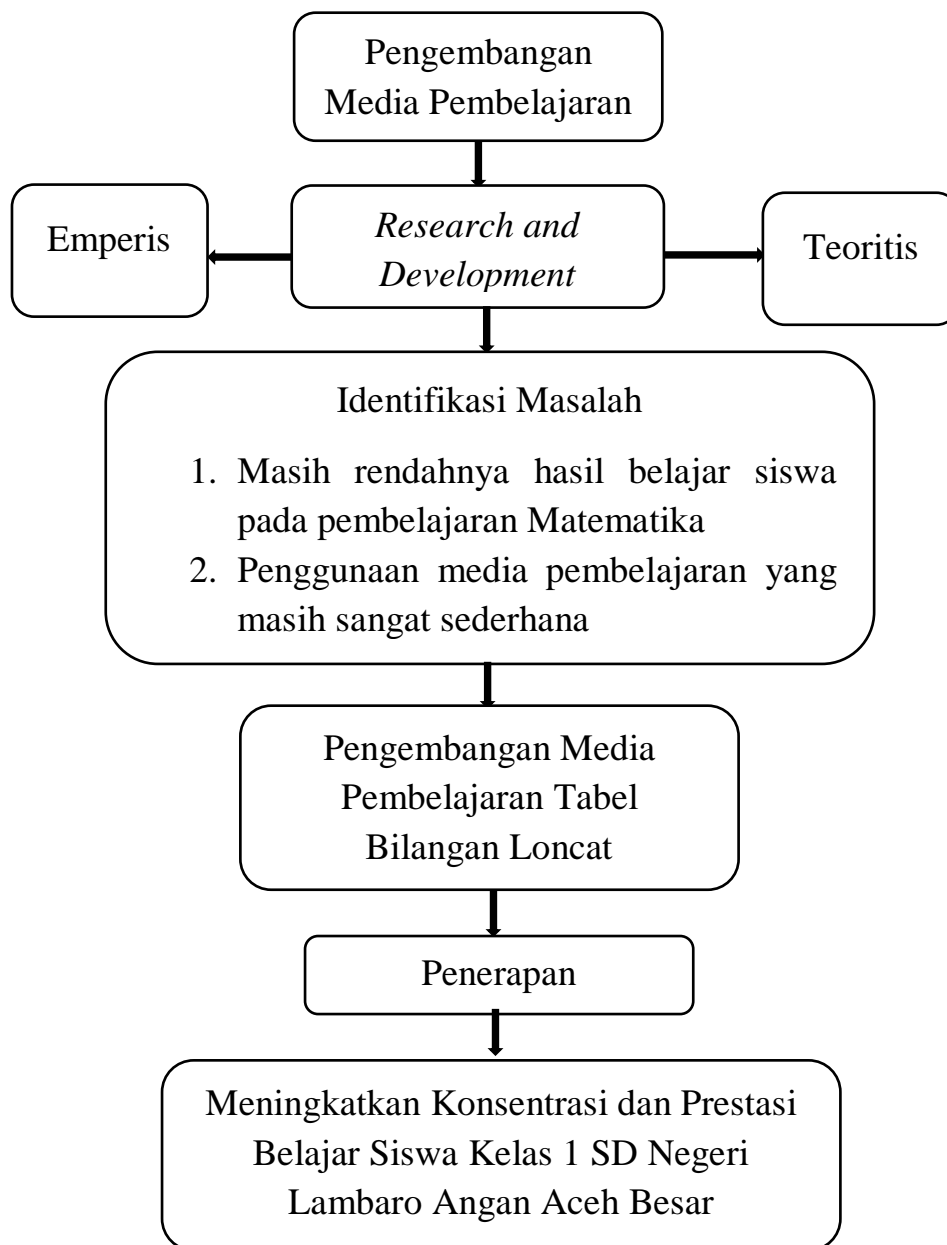 Pengembangan
Media Pembelajaran
Emperis
Research and
Development
Teoritis
Identifikasi Masalah
1. Masih rendahnya hasil belajar siswa
pada pembelajaran Matematika
2. Penggunaan media pembelajaran yang
masih sangat sederhana
Pengembangan Media
Pembelajaran Tabel
Bilangan Loncat
Penerapan
Meningkatkan Konsentrasi dan Prestasi
Belajar Siswa Kelas 1 SD Negeri
Lambaro Angan Aceh Besar